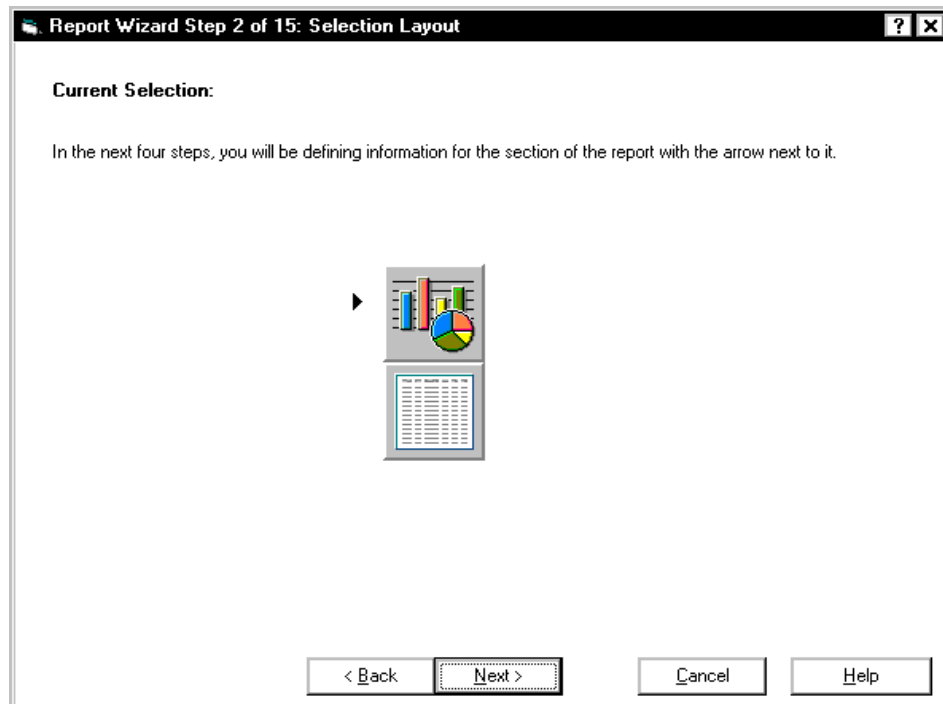 Report Wizard Step 2 of 15: Selection Layout
Current Selection:
In the next four steps, you will be defining information for the section of the report with the arrow next to it.
< Back Next > Cancel Help